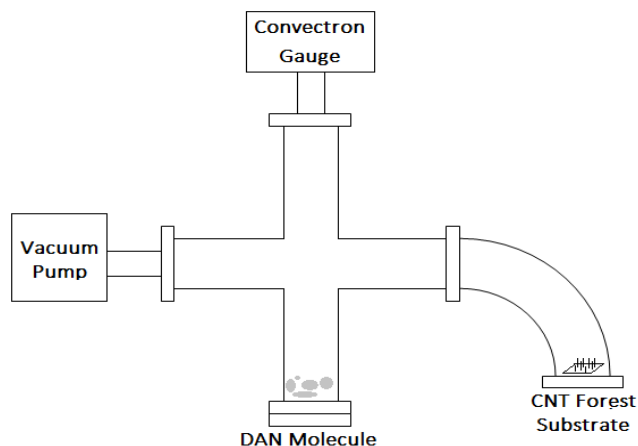 Convectron
Gauge
Vacuum
Pump
CNT Forest
Substrate
DAN Molecule